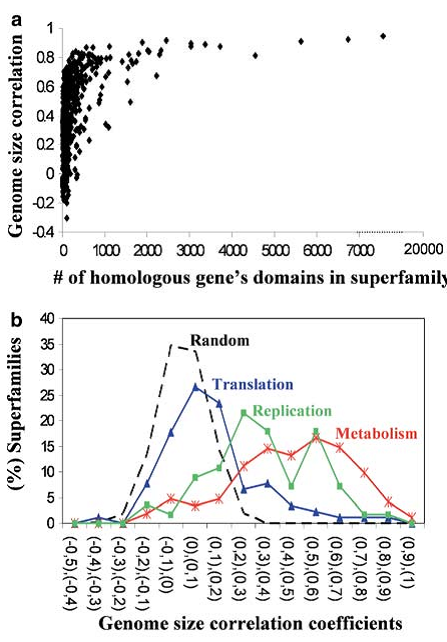 a
Genome size correlation
1
0.8
0.6
0.4
0.2
0
-0.2
-0.4
0 1000 2000 3000 4000 5000 6000 7000 20000
# of homologous gene's domains in superfamily
b
(%) Superfamilies
40
35
30
25
20
15
10
5
0
Random
Translation
Replication
Metabolism
(-0,5),(-0,4)
(-0,4),(-0,3)
(-0,3),(-0,2)
(-0,2),(-0,1)
(-0,1),(0)
(0),(0,1)
(0,1),(0,2)
(0,2),(0,3)
(0,3),(0,4)
(0,4),(0,5)
(0,5),(0,6)
(0,6),(0,7)
(0,7),(0,8)
(0,8),(0,9)
(0,9),(1)
Genome size correlation coefficients